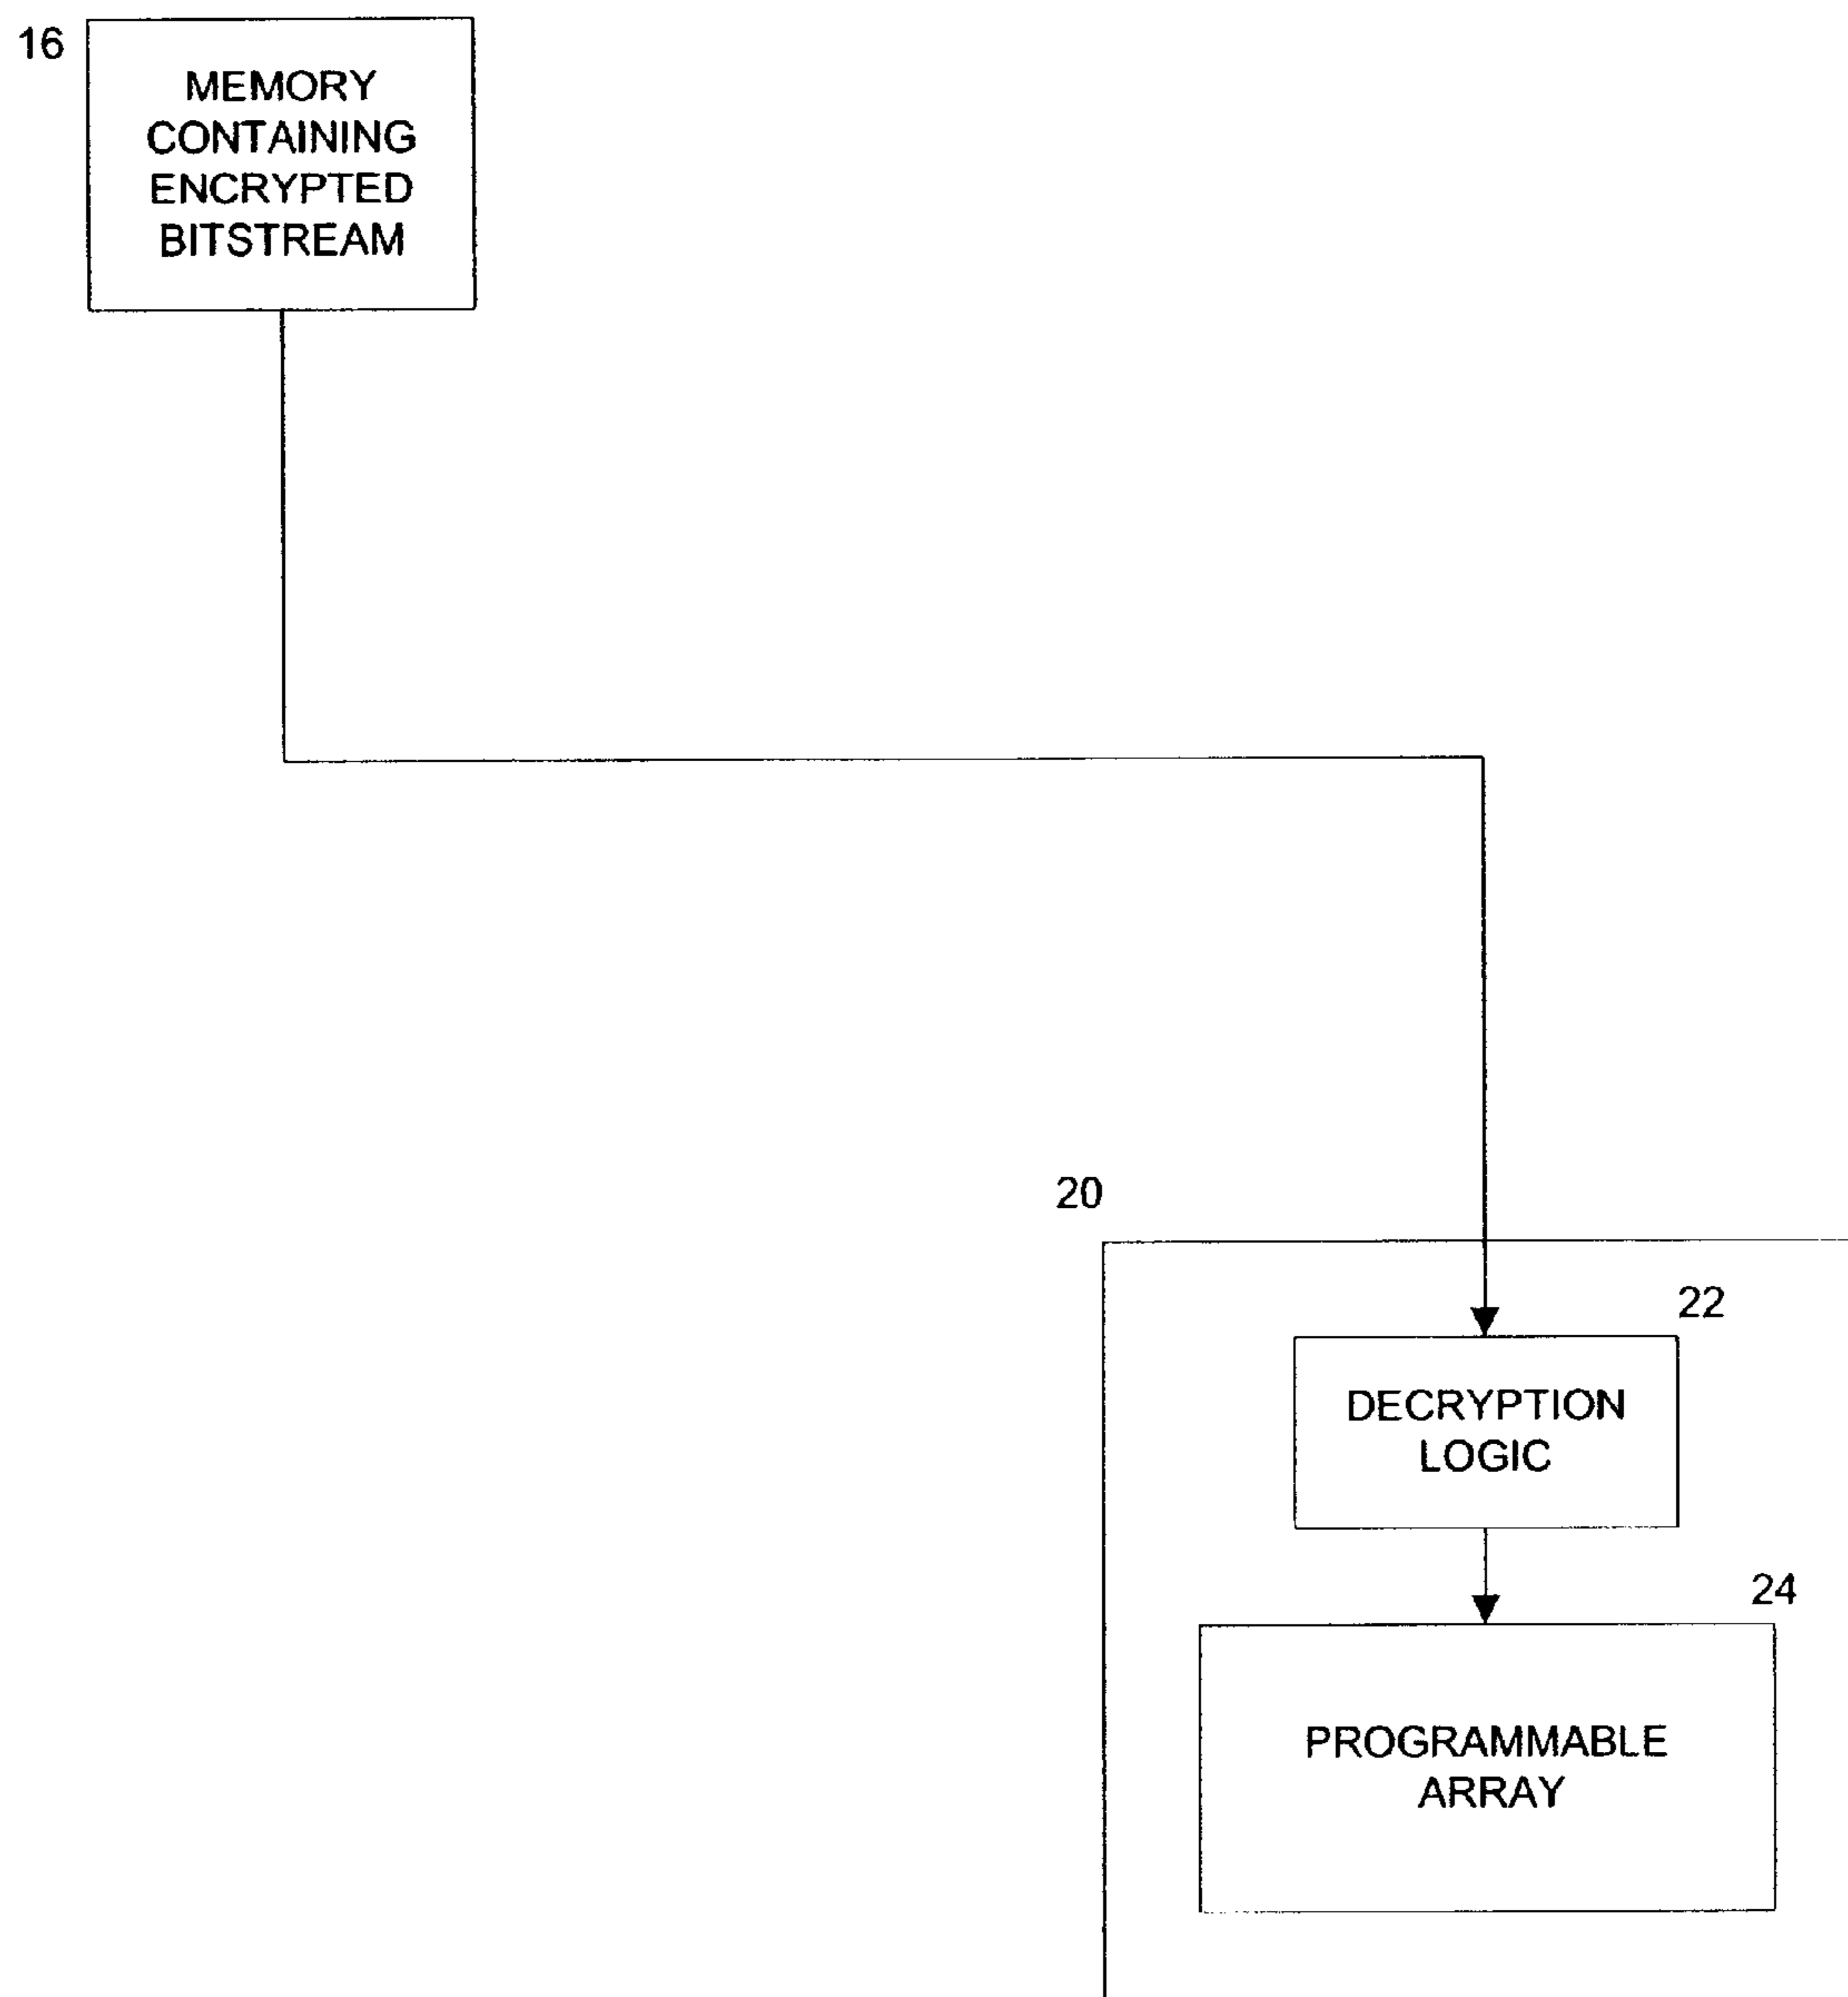 16
MEMORY
CONTAINING
ENCRYPTED
BITSTREAM
20
22
DECRYPTION
LOGIC
24
PROGRAMMABLE
ARRAY